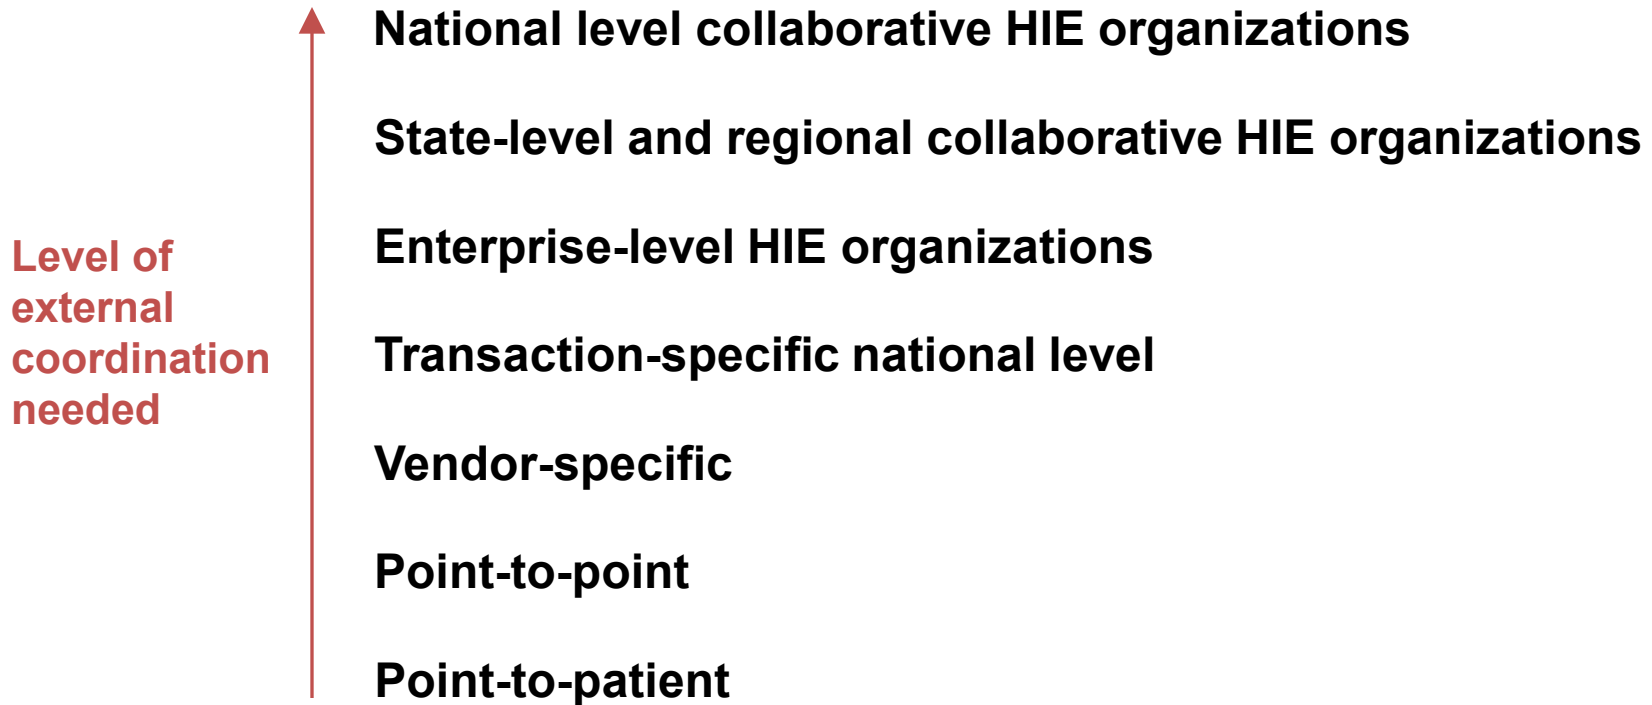 National level collaborative HIE organizations
State-level and regional collaborative HIE organizations
Enterprise-level HIE organizations
Transaction-specific national level
Vendor-specific
Point-to-point
Point-to-patient
Level of
external
coordination
needed